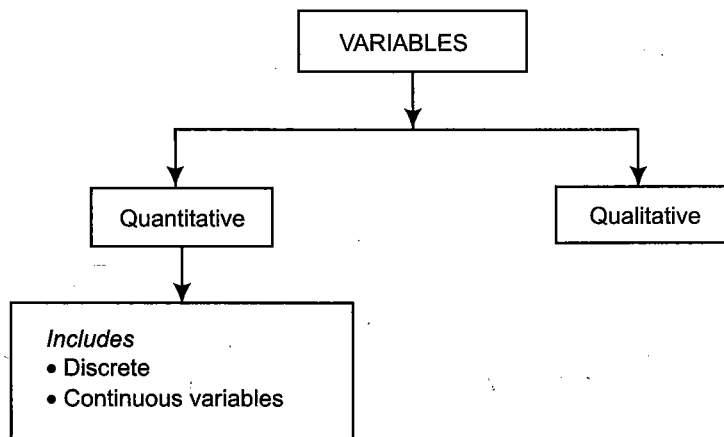 VARIABLES
Quantitative
Qualitative
Includes
• Discrete
• Continuous variables